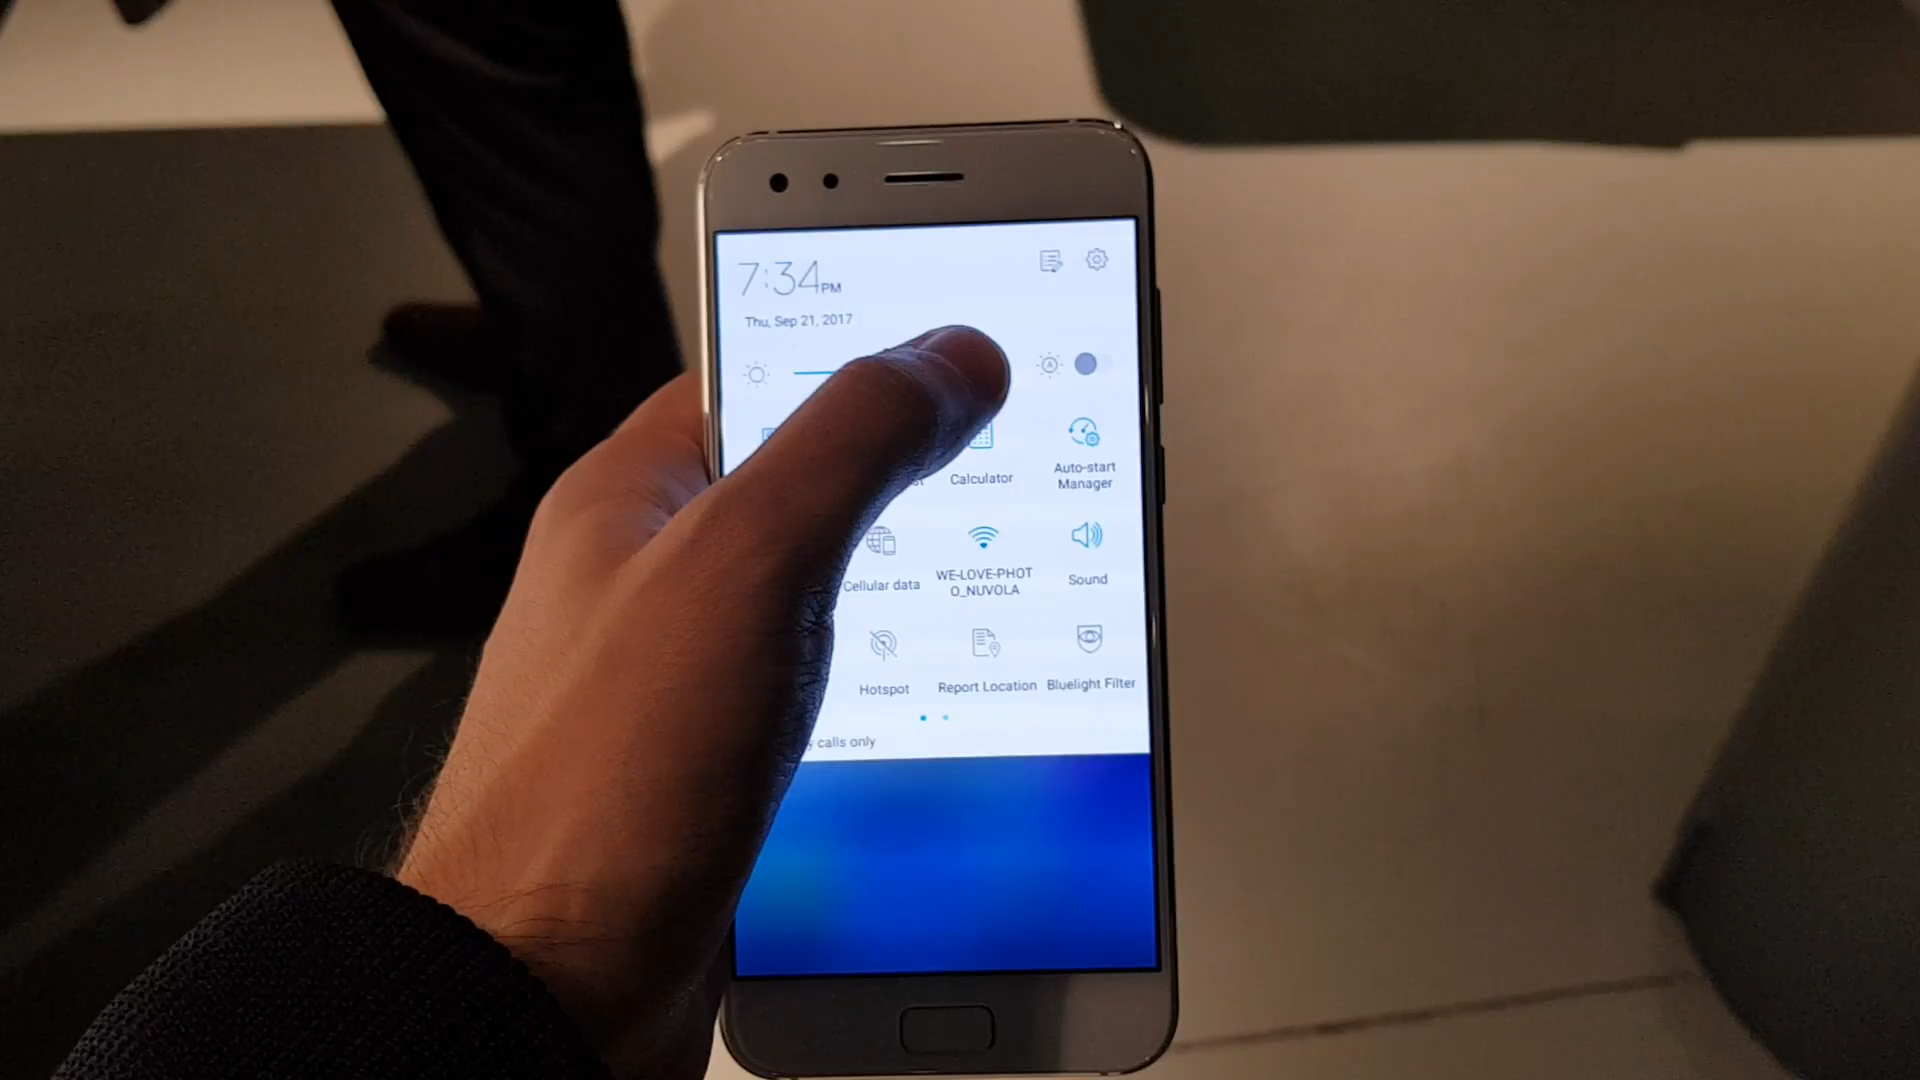 7:34PM
Thu, Sep 21, 2017
Calculator
Auto-start
Manager
Cellular data
WE-LOVE-PHOT
O_NUVOLA
Sound
Hotspot
Report Location
Bluelight Filter
calls only